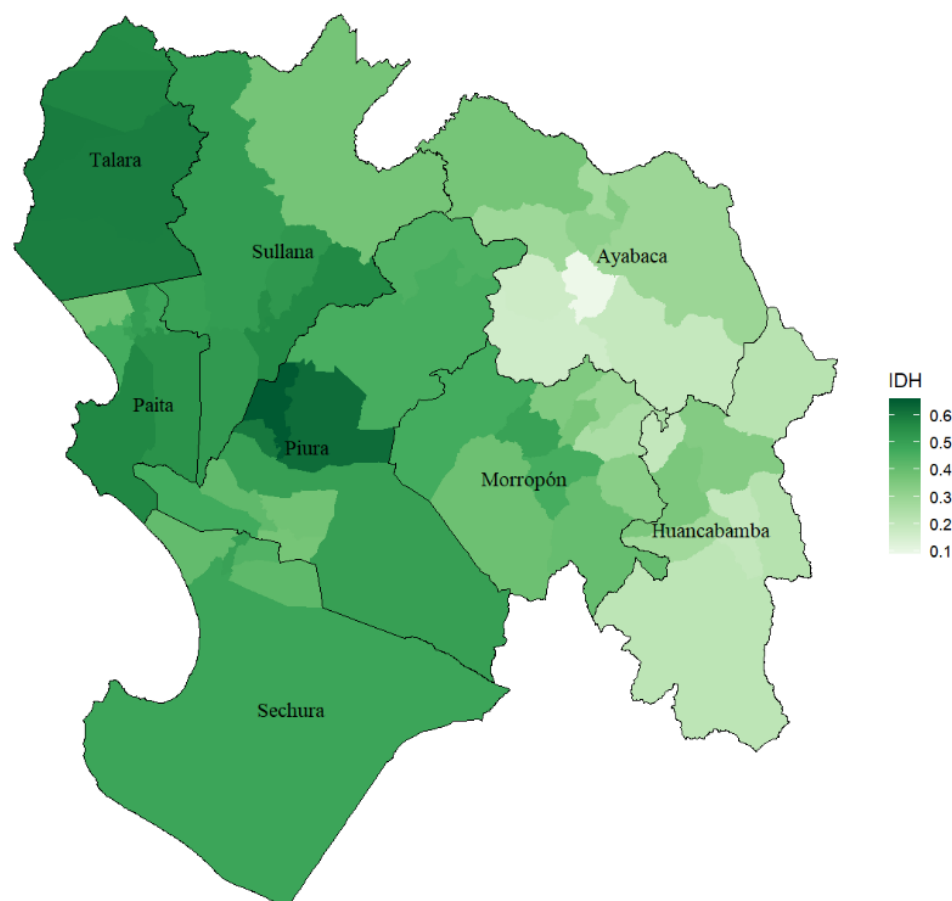 Talara
Sullana
Ayabaca
IDH
Paita
0.6
0.5
Piura
0.4
Morropón
0.3
0.2
Huancabamba
0.1
Sechura